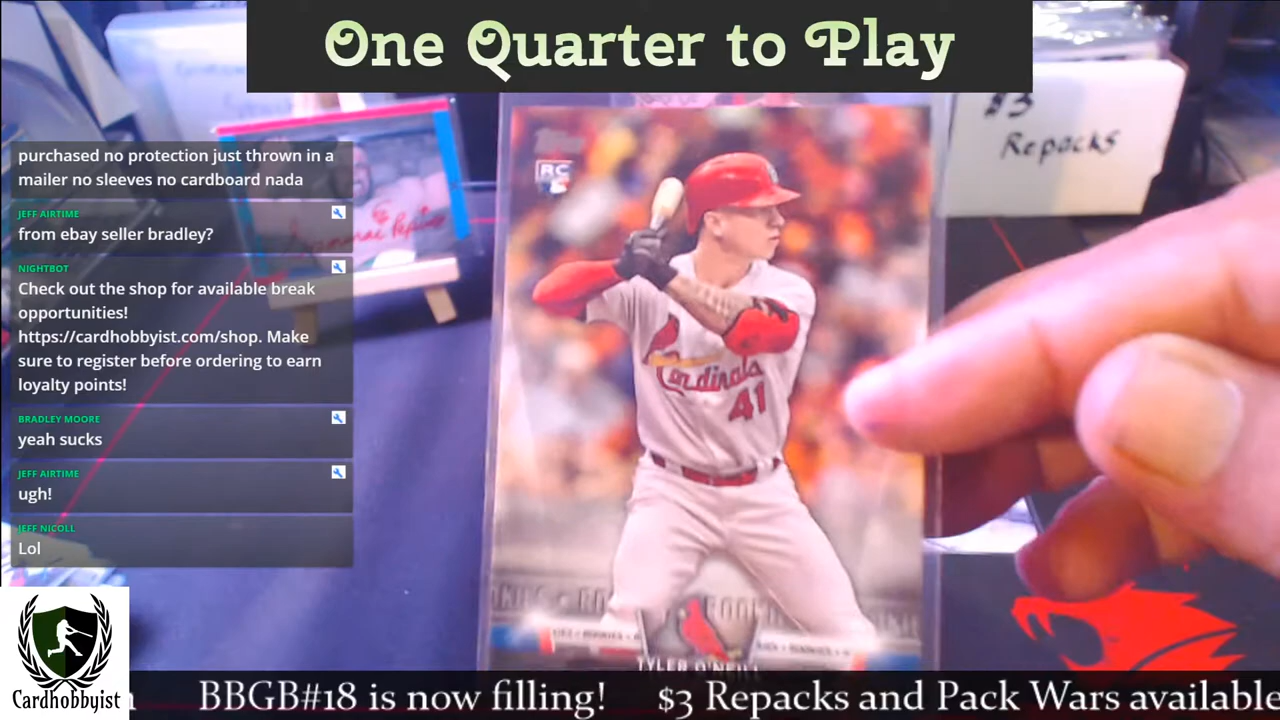 One Quarter to Play
$3
Repacks
purchased no protection just thrown in a
mailer no sleeves no cardboard nada
JEFF AIRTIME
from ebay seller bradley?
NIGHTBOT
Check out the shop for available break
opportunities!
https://cardhobbyist.com/shop. Make
sure to register before ordering to earn
loyalty points!
BRADLEY MOORE
yeah sucks
JEFF AIRTIME
ugh!
JEFF NICOLL
Lol
Topps
RC
Cardinals
41
TYLER O'NEILL
Cardhobbyist
BBGB#18 is now filling! $3 Repacks and Pack Wars available